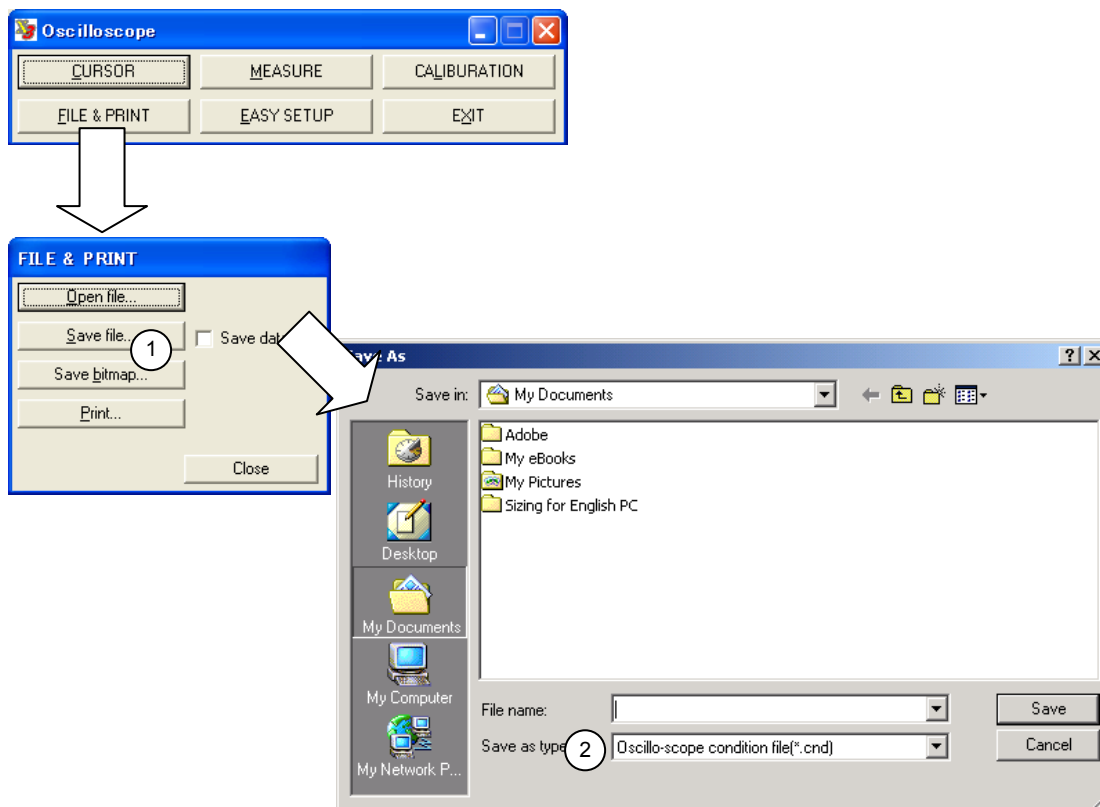 Oscilloscope
CURSOR MEASURE CALIBURATION
FILE & PRINT EASY SETUP EXIT
FILE & PRINT
Open file...
Save file..
1
Save bitmap...
Print...
Close
Save As
Save in: My Documents
Adobe
My eBooks
My Pictures
Sizing for English PC
History
Desktop
My Documents
My Computer
My Network P...
File name: Save
Save as type 2 Oscillo-scope condition file(*.cnd) Cancel